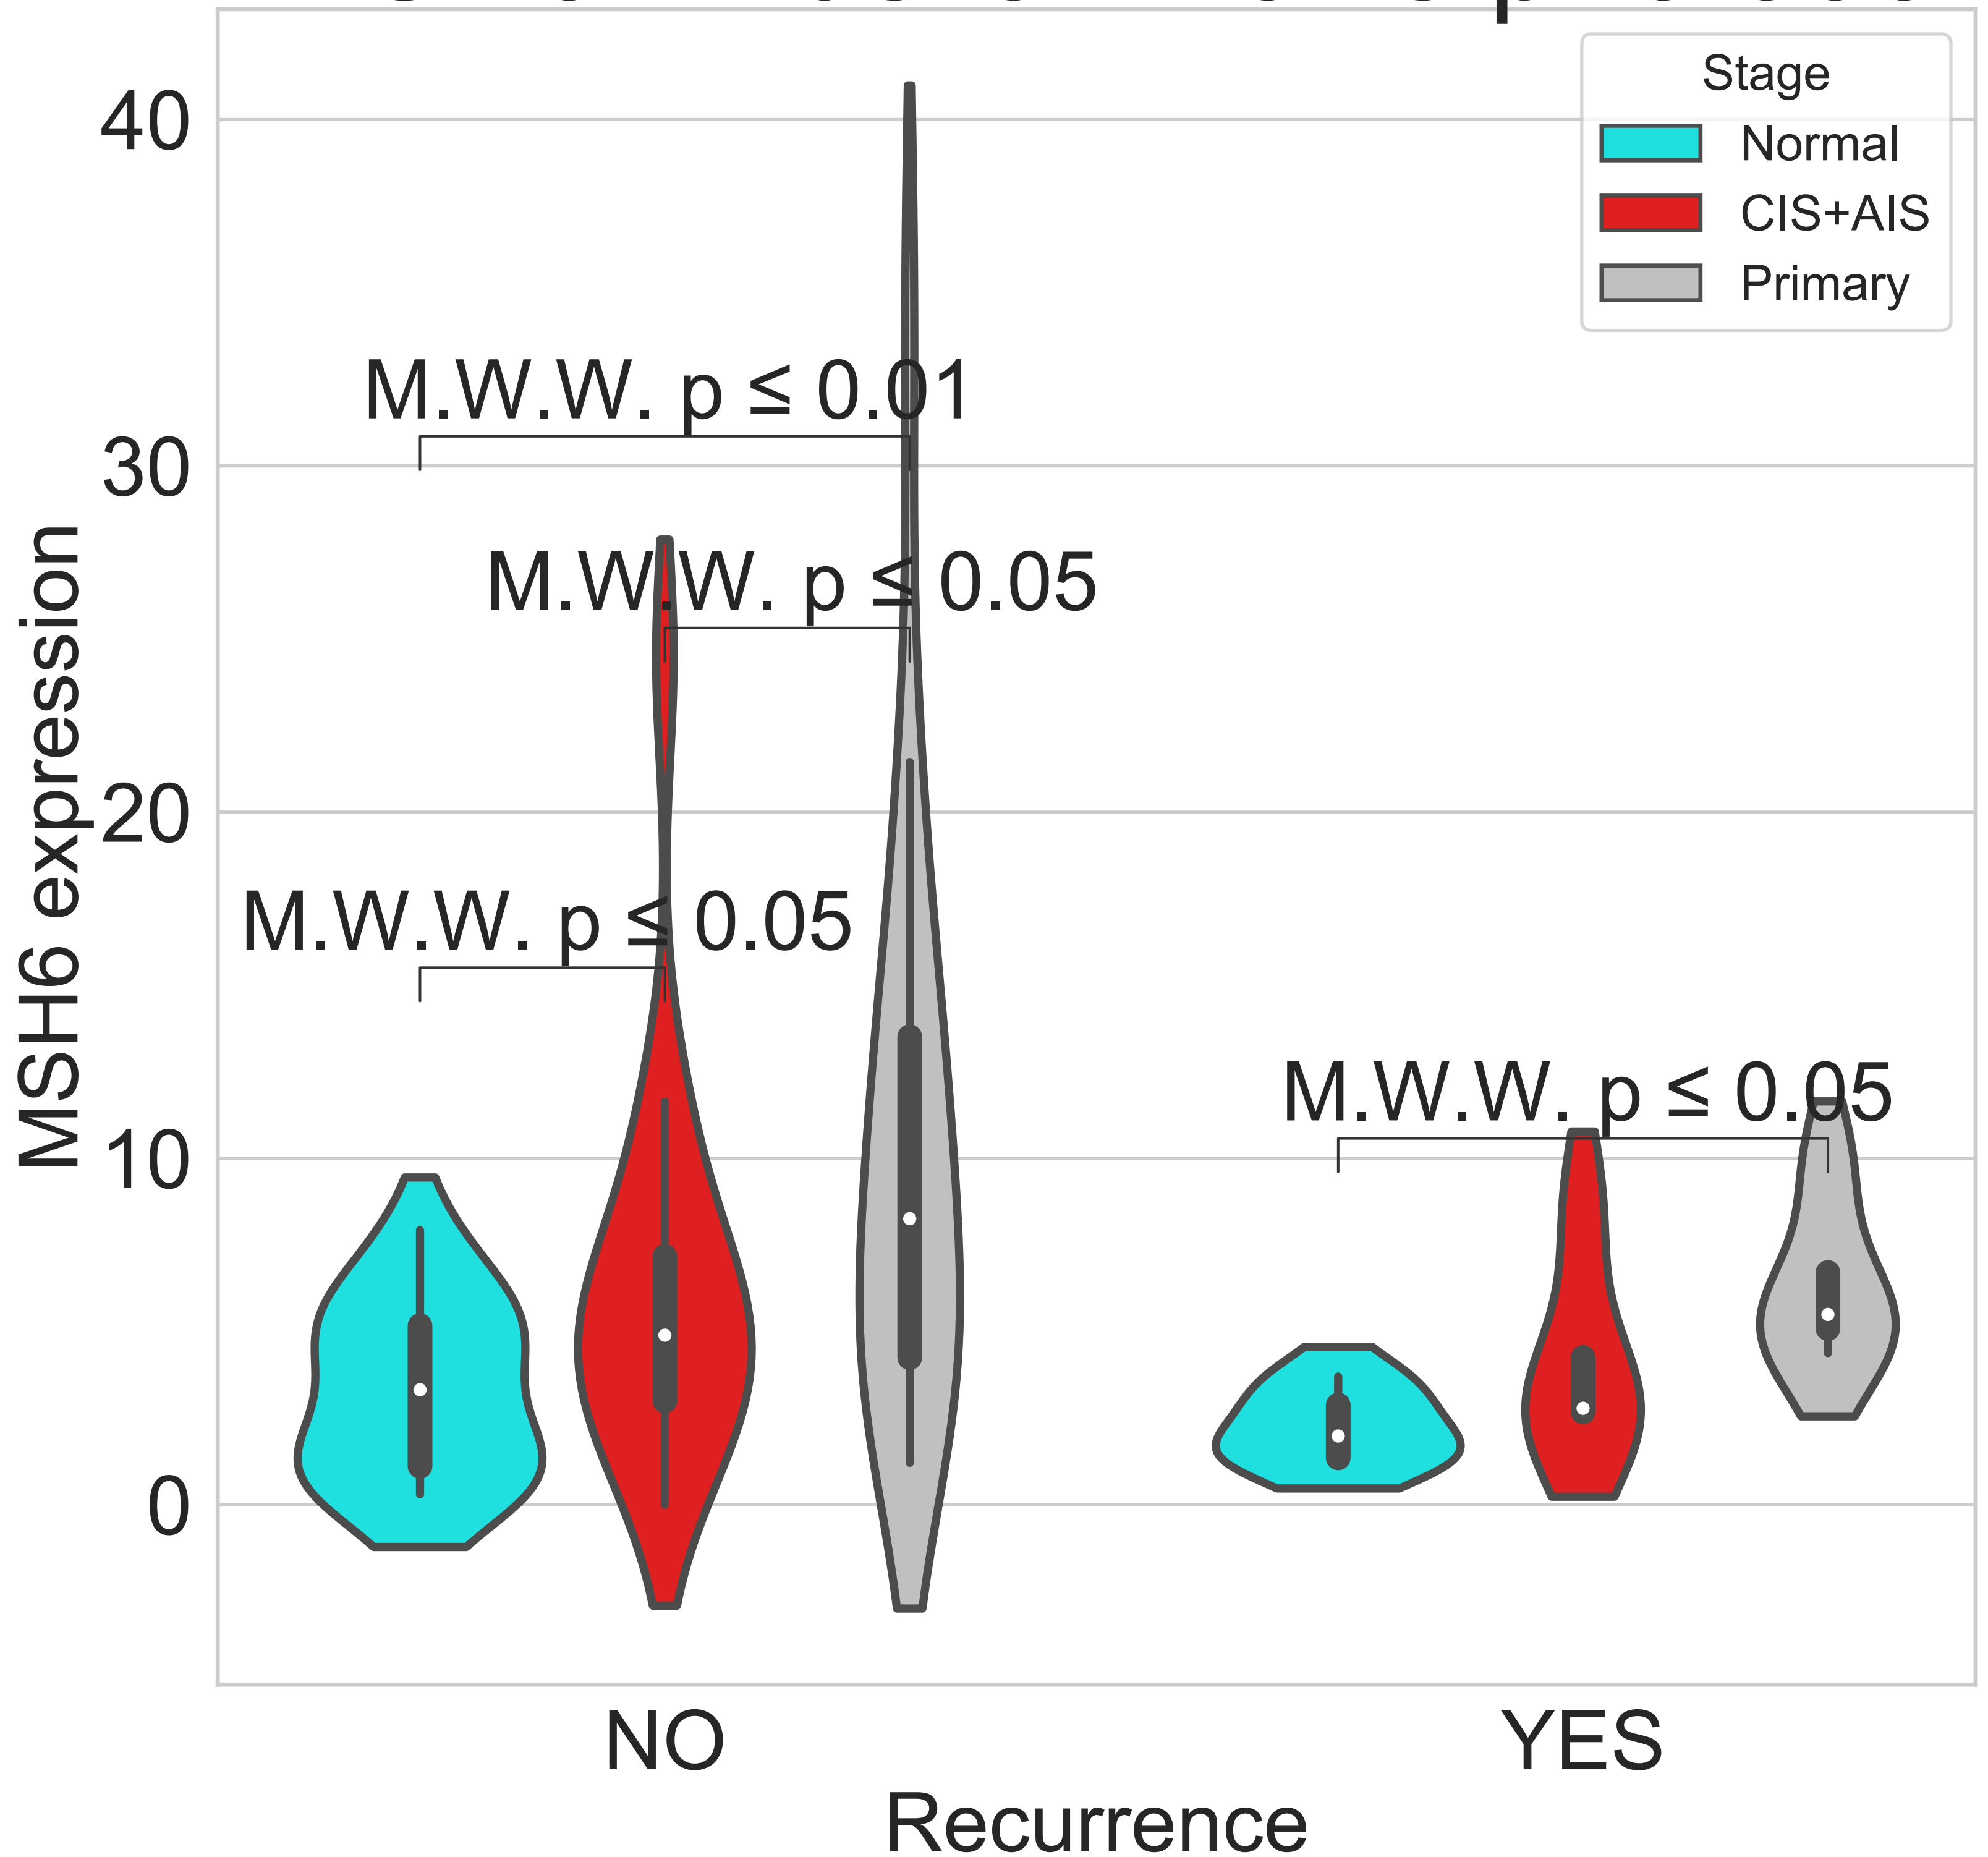 Stage
Normal
CIS+AIS
Primary
40
30
20
10
0
MSH6 expression
M.W.W. p ≤ 0.01
M.W.W. p ≤ 0.05
M.W.W. p ≤ 0.05
M.W.W. p ≤ 0.05
NO
YES
Recurrence